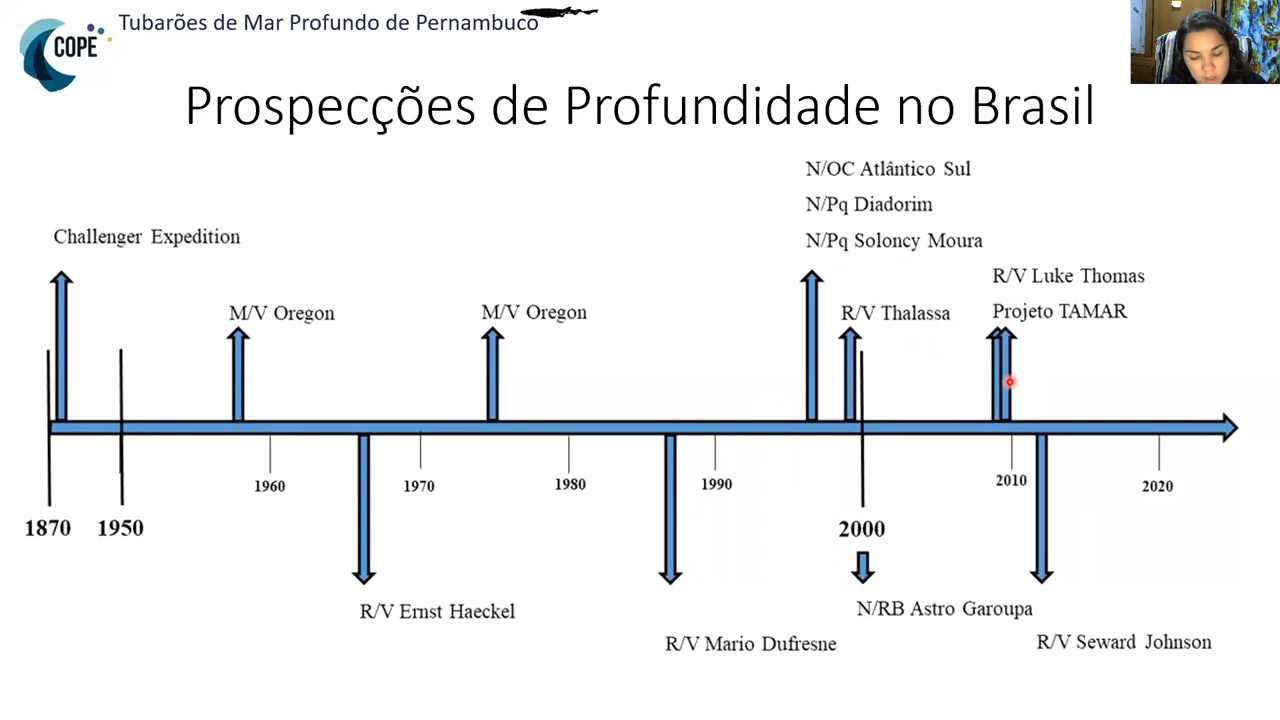 Tubarões de Mar Profundo de Pernambuco
COPE
Prospecções de Profundidade no Brasil
N/OC Atlântico Sul
N/Pq Diadorim
N/Pq Soloncy Moura
Challenger Expedition
R/V Luke Thomas
Projeto TAMAR
M/V Oregon
M/V Oregon
R/V Thalassa
1960
1970
1980
1990
2010
2020
1870
1950
2000
R/V Ernst Haeckel
N/RB Astro Garoupa
R/V Mario Dufresne
R/V Seward Johnson